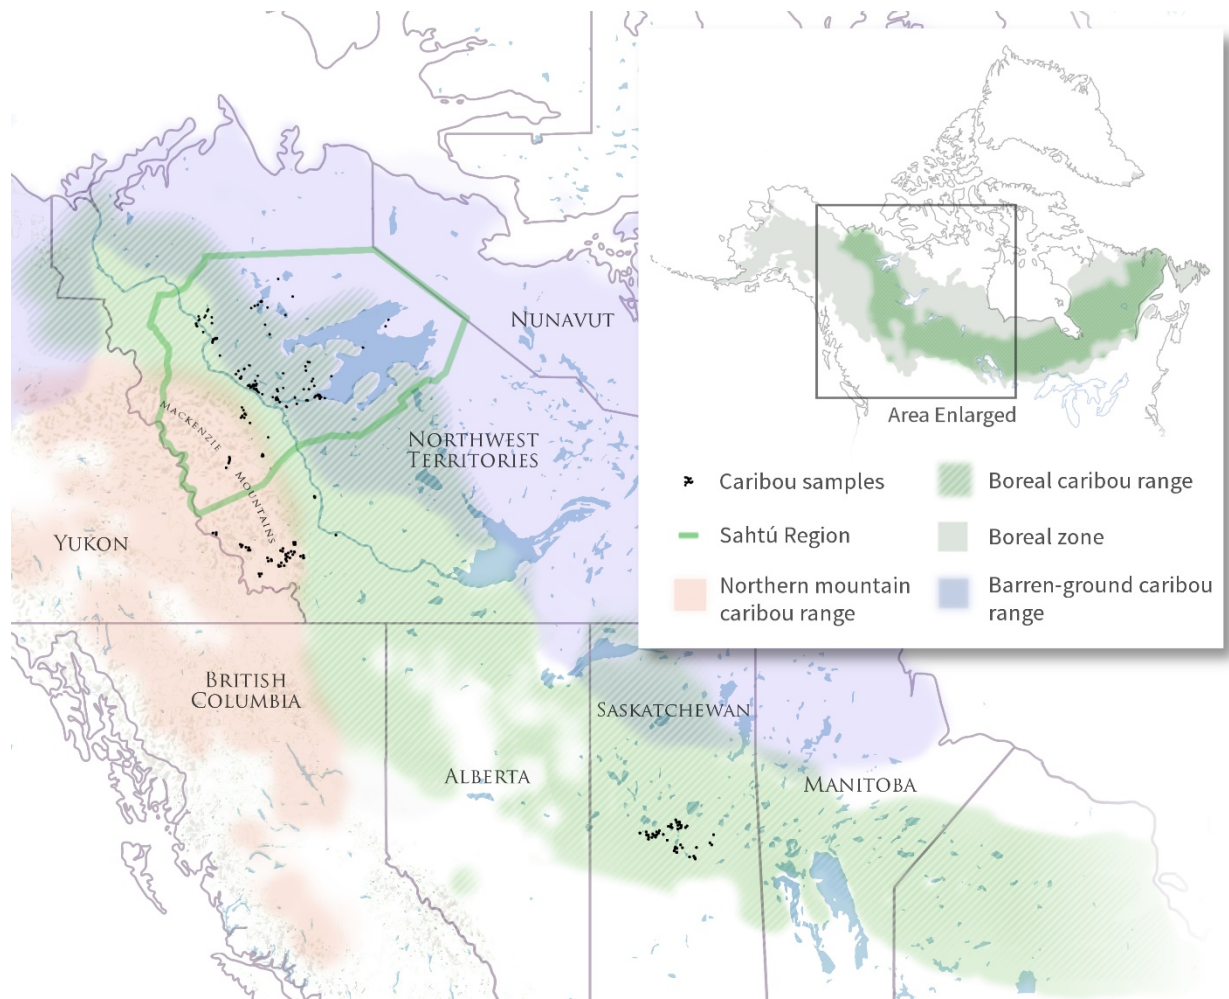 NUNAVUT
Area Enlarged
MACKENZIE
MOUNTAINS
NORTHWEST
TERRITORIES
YUKON
Caribou samples
Boreal caribou range
Sahtú Region
Boreal zone
Northern mountain
caribou range
Barren-ground caribou
range
BRITISH
COLUMBIA
SASKATCHEWAN
ALBERTA
MANITOBA